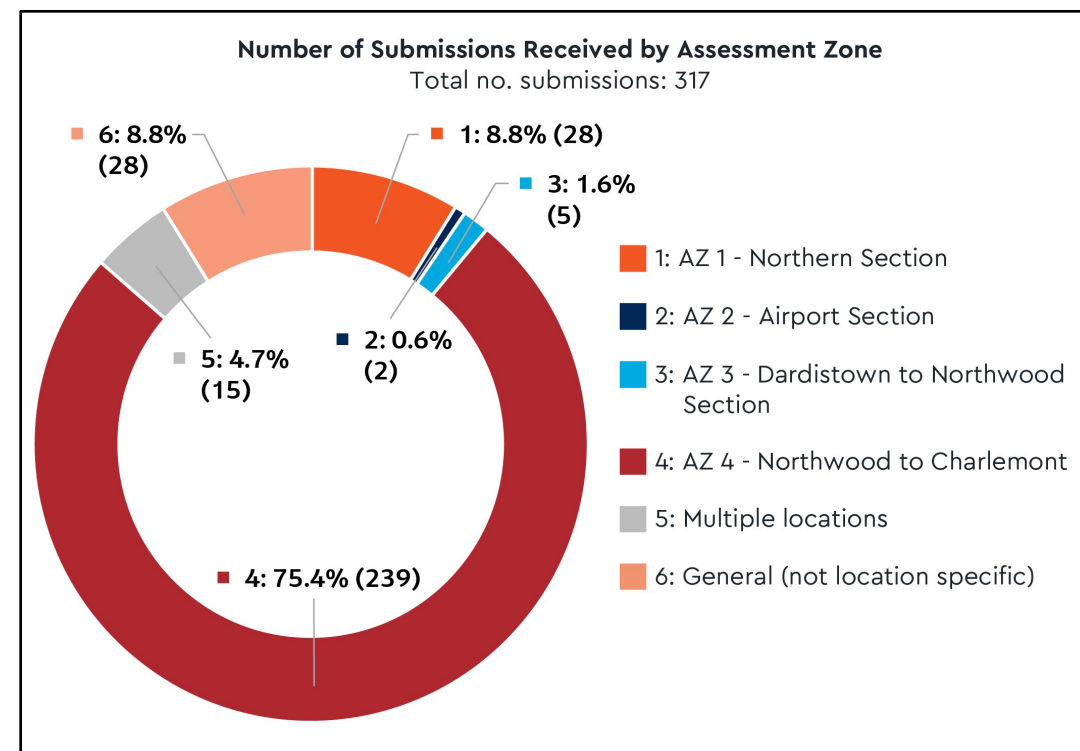 Number of Submissions Received by Assessment Zone
Total no. submissions: 317
6: 8.8%
(28)
1: 8.8% (28)
3: 1.6%
(5)
2: 0.6%
(2)
5: 4.7%
(15)
4: 75.4% (239)
1: AZ 1 - Northern Section
2: AZ 2 - Airport Section
3: AZ 3 - Dardistown to Northwood
Section
4: AZ 4 - Northwood to Charlemont
5: Multiple locations
6: General (not location specific)